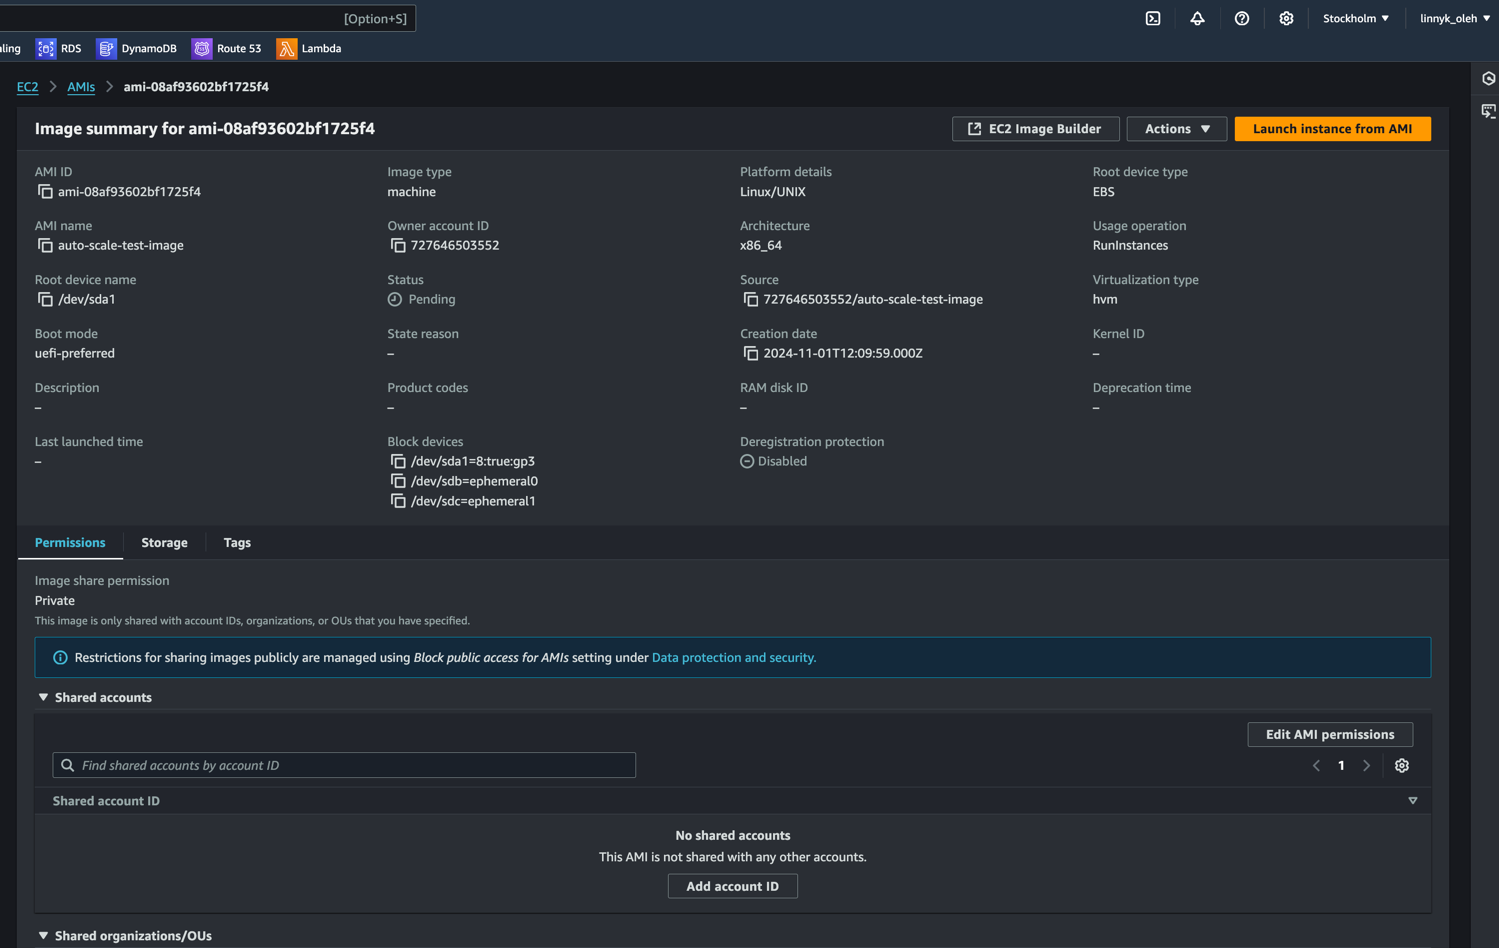 [Option+S]
Stockholm ▼
linnyk_oleh ▼
aling
RDS
DynamoDB
Route 53
Lambda
EC2 > AMIs > ami-08af93602bf1725f4
Image summary for ami-08af93602bf1725f4
EC2 Image Builder
Actions ▼
Launch instance from AMI
AMI ID
ami-08af93602bf1725f4
Image type
machine
Platform details
Linux/UNIX
Root device type
EBS
AMI name
auto-scale-test-image
Owner account ID
727646503552
Architecture
x86_64
Usage operation
RunInstances
Root device name
/dev/sda1
Status
Pending
Source
727646503552/auto-scale-test-image
Virtualization type
hvm
Boot mode
uefi-preferred
State reason
–
Creation date
2024-11-01T12:09:59.000Z
Kernel ID
–
Description
–
Product codes
–
RAM disk ID
–
Deprecation time
–
Last launched time
–
Block devices
/dev/sda1=8:true:gp3
/dev/sdb=ephemeral0
/dev/sdc=ephemeral1
Deregistration protection
Disabled
Permissions
Storage
Tags
Image share permission
Private
This image is only shared with account IDs, organizations, or OUs that you have specified.
Restrictions for sharing images publicly are managed using Block public access for AMIs setting under Data protection and security.
▼ Shared accounts
Edit AMI permissions
Find shared accounts by account ID
< 1 >
Shared account ID
No shared accounts
This AMI is not shared with any other accounts.
Add account ID
▼ Shared organizations/OUs